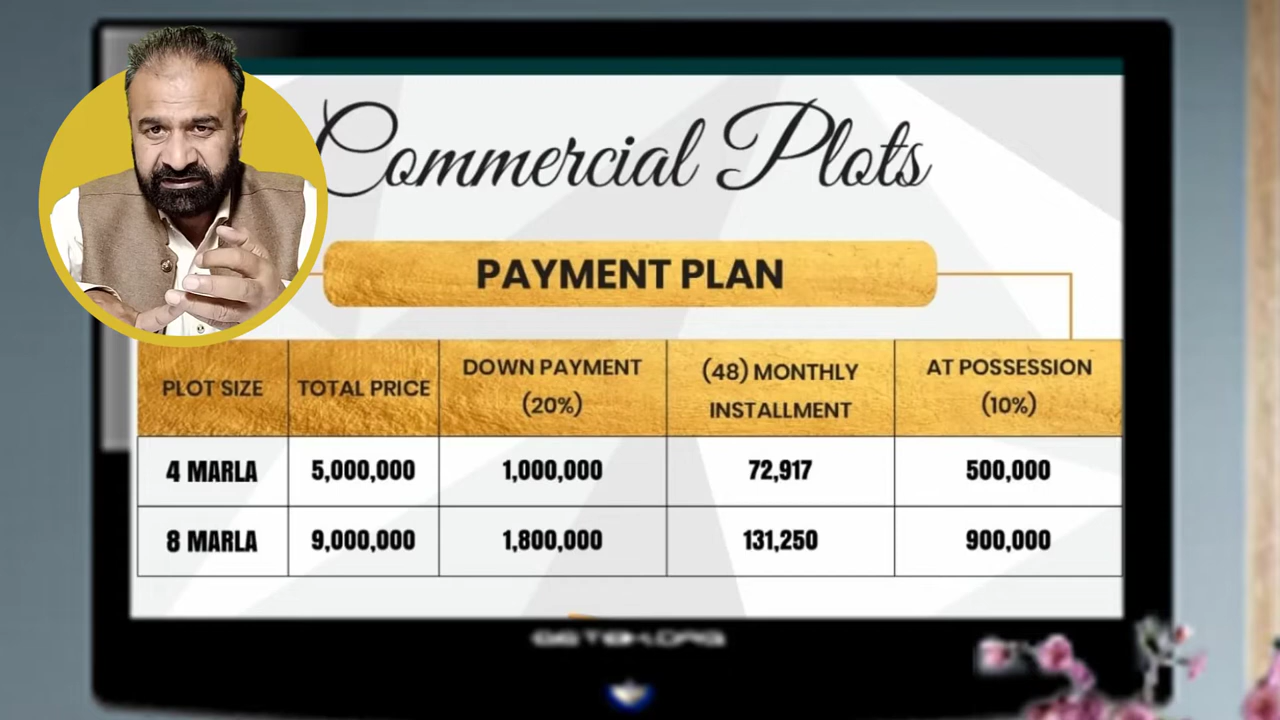 Commercial Plots
PAYMENT PLAN
PLOT SIZE
TOTAL PRICE
DOWN PAYMENT
(20%)
(48) MONTHLY
INSTALLMENT
AT POSSESSION
(10%)
4 MARLA 5,000,000 1,000,000 72,917 500,000
8 MARLA 9,000,000 1,800,000 131,250 900,000